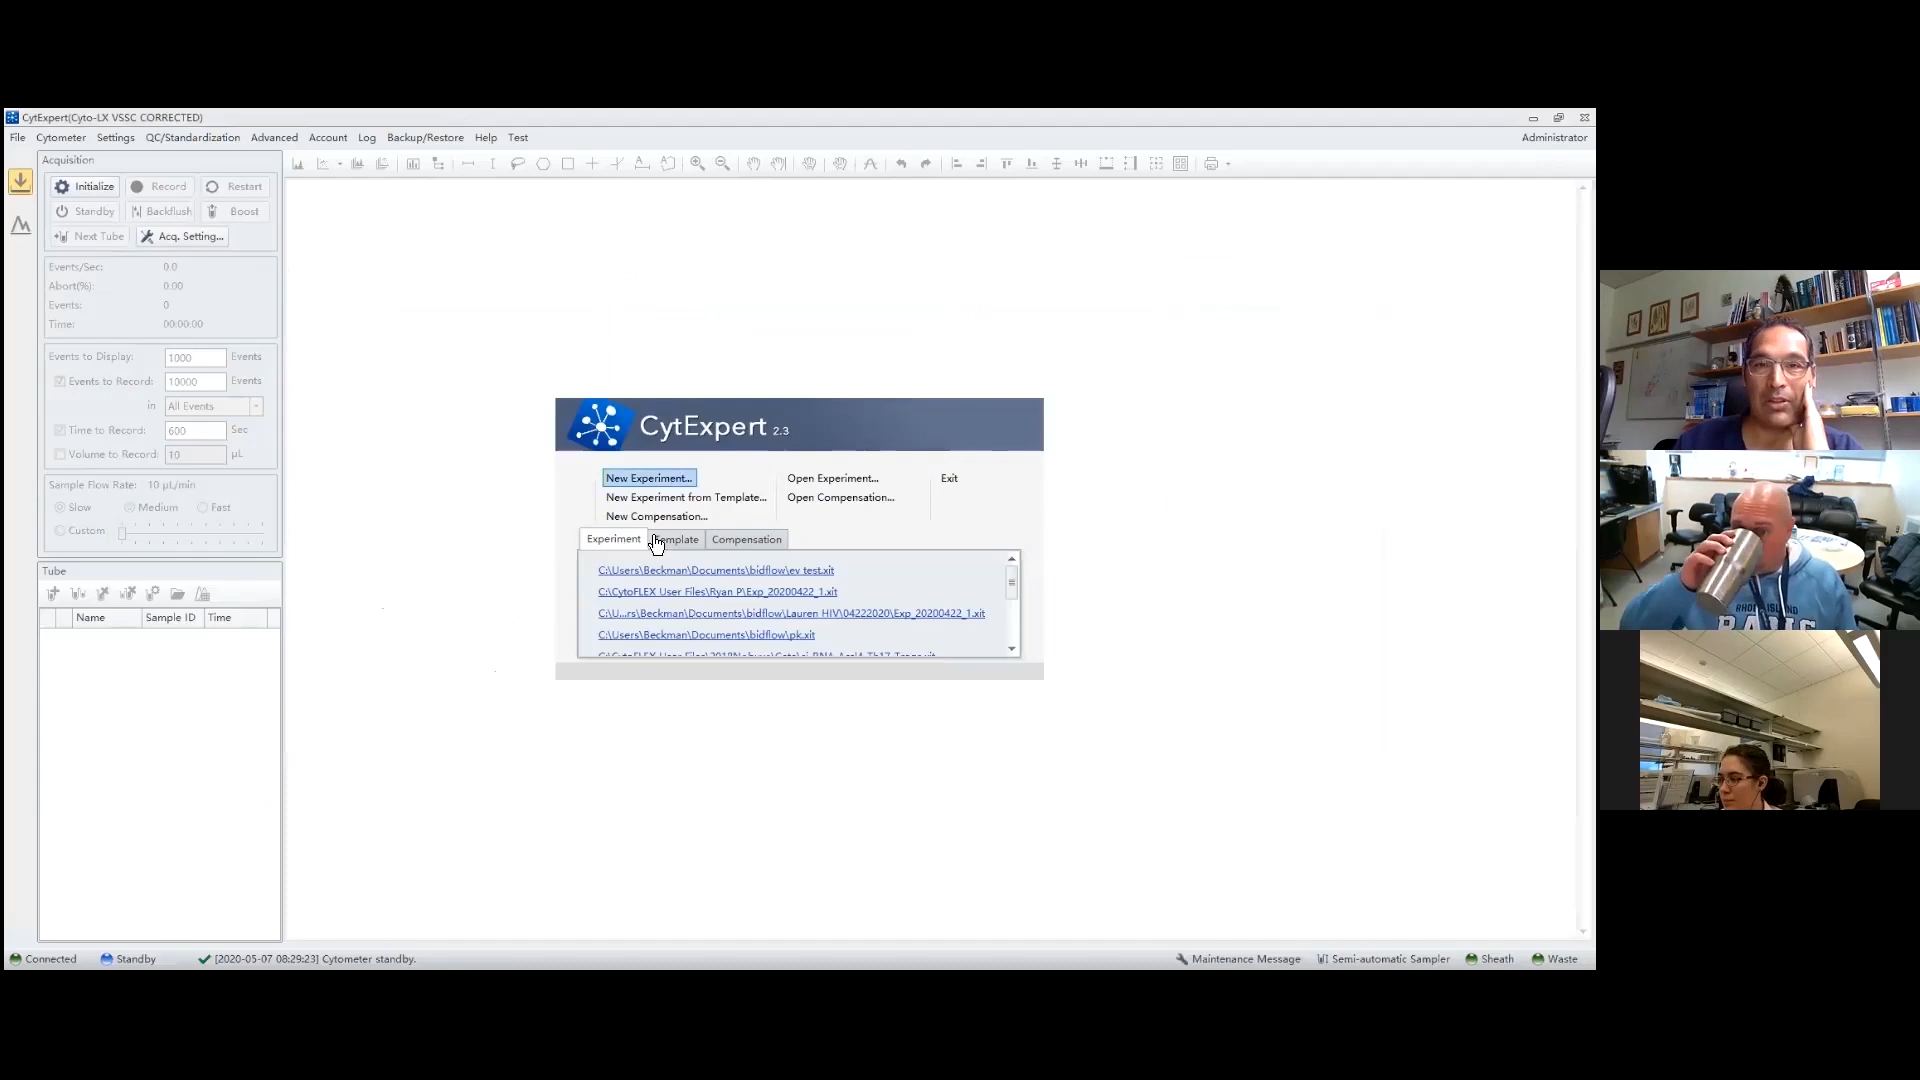 CytExpert(Cyto-LX VSSC CORRECTED)
File Cytometer Settings QC/Standardization Advanced Account Log Backup/Restore Help Test Administrator
Acquisition
Initialize Record Restart
Standby Backflush Boost
Next Tube Acq. Setting...
Events/Sec: 0.0
Abort(%): 0.00
Events: 0
Time: 00:00:00
Events to Display: 1000 Events
Events to Record: 10000 Events
in All Events
Time to Record: 600 Sec
Volume to Record: 10 µL
Sample Flow Rate: 10 µL/min
Slow Medium Fast
Custom
Tube
Name Sample ID Time
CytExpert 2.3
New Experiment... Open Experiment... Exit
New Experiment from Template... Open Compensation...
New Compensation...
Experiment Template Compensation
C:\Users\Beckman\Documents\bidflow\ev test.xit
C:\CytoFLEX User Files\Ryan P\Exp_20200422_1.xit
C:\U...rs\Beckman\Documents\bidflow\Lauren HIV\04222020\Exp_20200422_1.xit
C:\Users\Beckman\Documents\bidflow\pk.xit
Connected Standby [2020-05-07 08:29:23] Cytometer standby. Maintenance Message Semi-automatic Sampler Sheath Waste
RHODE ISLAND